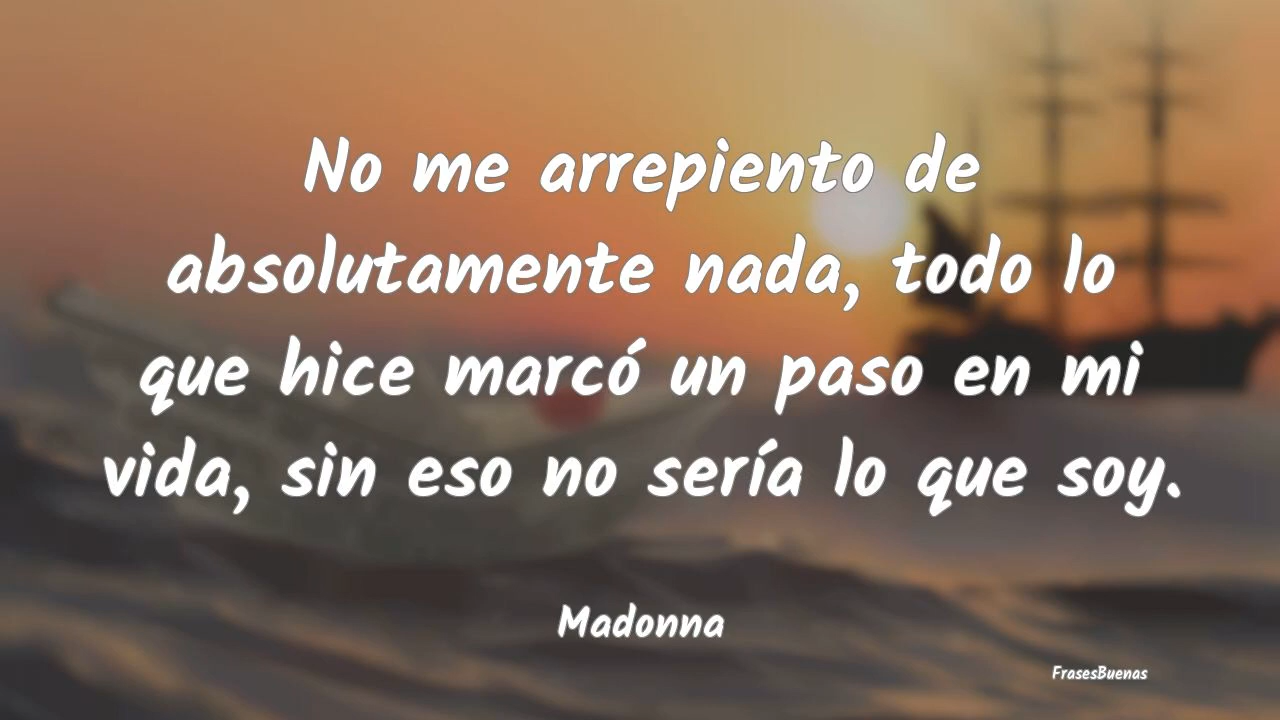 No me arrepiento de
absolutamente nada, todo lo
que hice marcó un paso en mi
vida, sin eso no sería lo que soy.
Madonna
FrasesBuenas